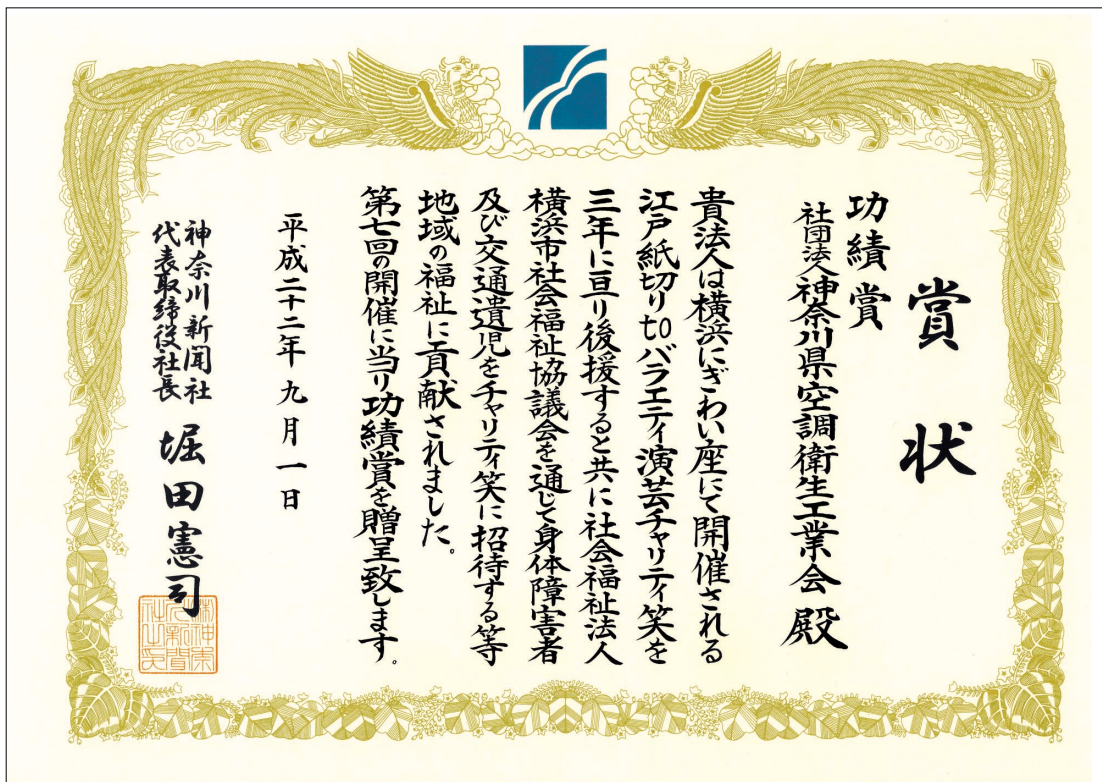 賞状
功績賞
社団法人神奈川県空調衛生工業会殿
貴法人は横浜にぎわい座にて開催される
江戸紙切りtoバラエティ演芸チャリティ笑を
三年に亘り後援すると共に社会福祉法人
横浜市社会福祉協議会を通じて身体障害者
及び交通遺児をチャリティ笑に招待する等
地域の福祉に貢献されました。
第七回の開催に当り功績賞を贈呈致します。
平成二十二年九月一日
神奈川新聞社
代表取締役社長 堀田憲司